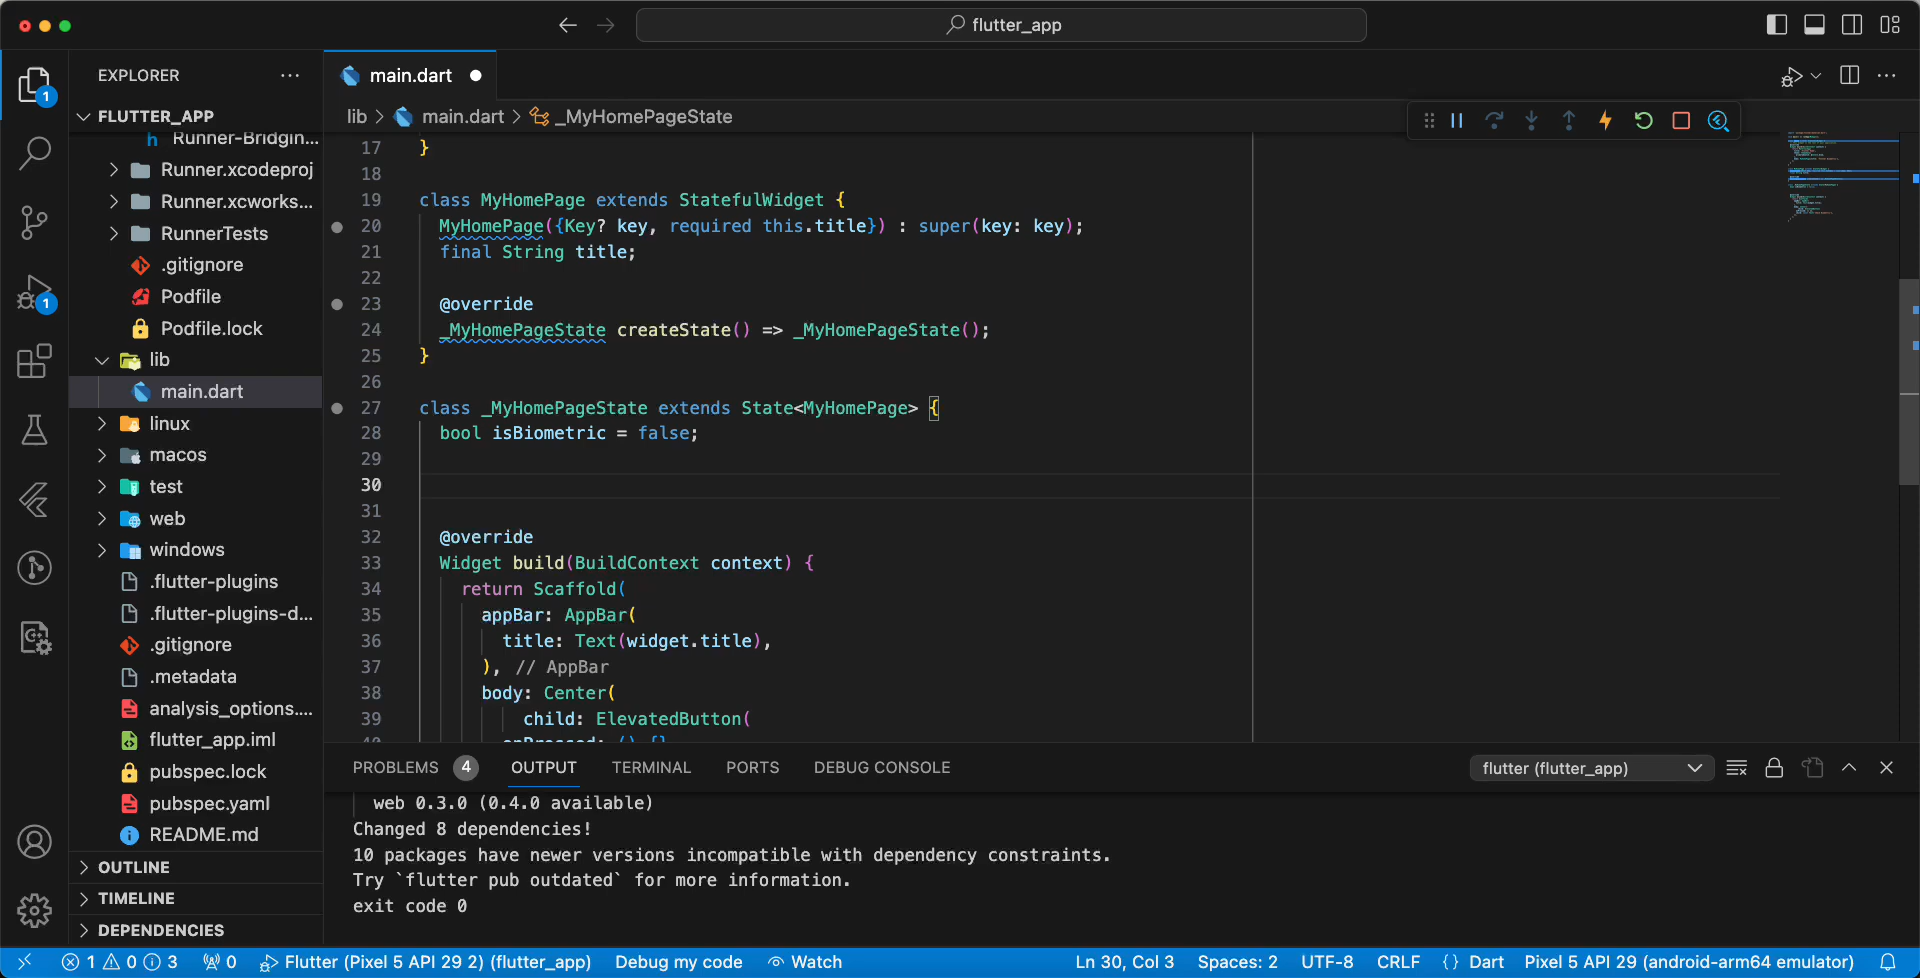 flutter_app
EXPLORER
FLUTTER_APP
h Runner-Bridgin...
Runner.xcodeproj
Runner.xcworks...
RunnerTests
.gitignore
Podfile
Podfile.lock
lib
main.dart
linux
macos
test
web
windows
.flutter-plugins
.flutter-plugins-d...
.gitignore
.metadata
analysis_options....
flutter_app.iml
pubspec.lock
pubspec.yaml
README.md
OUTLINE
TIMELINE
DEPENDENCIES
1
1
main.dart
lib > main.dart > _MyHomePageState
17 }
18
19 class MyHomePage extends StatefulWidget {
20 MyHomePage({Key? key, required this.title}) : super(key: key);
21 final String title;
22
23 @override
24 _MyHomePageState createState() => _MyHomePageState();
25 }
26
27 class _MyHomePageState extends State<MyHomePage> {
28 bool isBiometric = false;
29
30
31
32 @override
33 Widget build(BuildContext context) {
34 return Scaffold(
35 appBar: AppBar(
36 title: Text(widget.title),
37 ), // AppBar
38 body: Center(
39 child: ElevatedButton(
40 onPressed: () {}
PROBLEMS 4 OUTPUT TERMINAL PORTS DEBUG CONSOLE
flutter (flutter_app)
web 0.3.0 (0.4.0 available)
Changed 8 dependencies!
10 packages have newer versions incompatible with dependency constraints.
Try `flutter pub outdated` for more information.
exit code 0
1 0 3 0 Flutter (Pixel 5 API 29 2) (flutter_app) Debug my code Watch Ln 30, Col 3 Spaces: 2 UTF-8 CRLF {} Dart Pixel 5 API 29 (android-arm64 emulator)